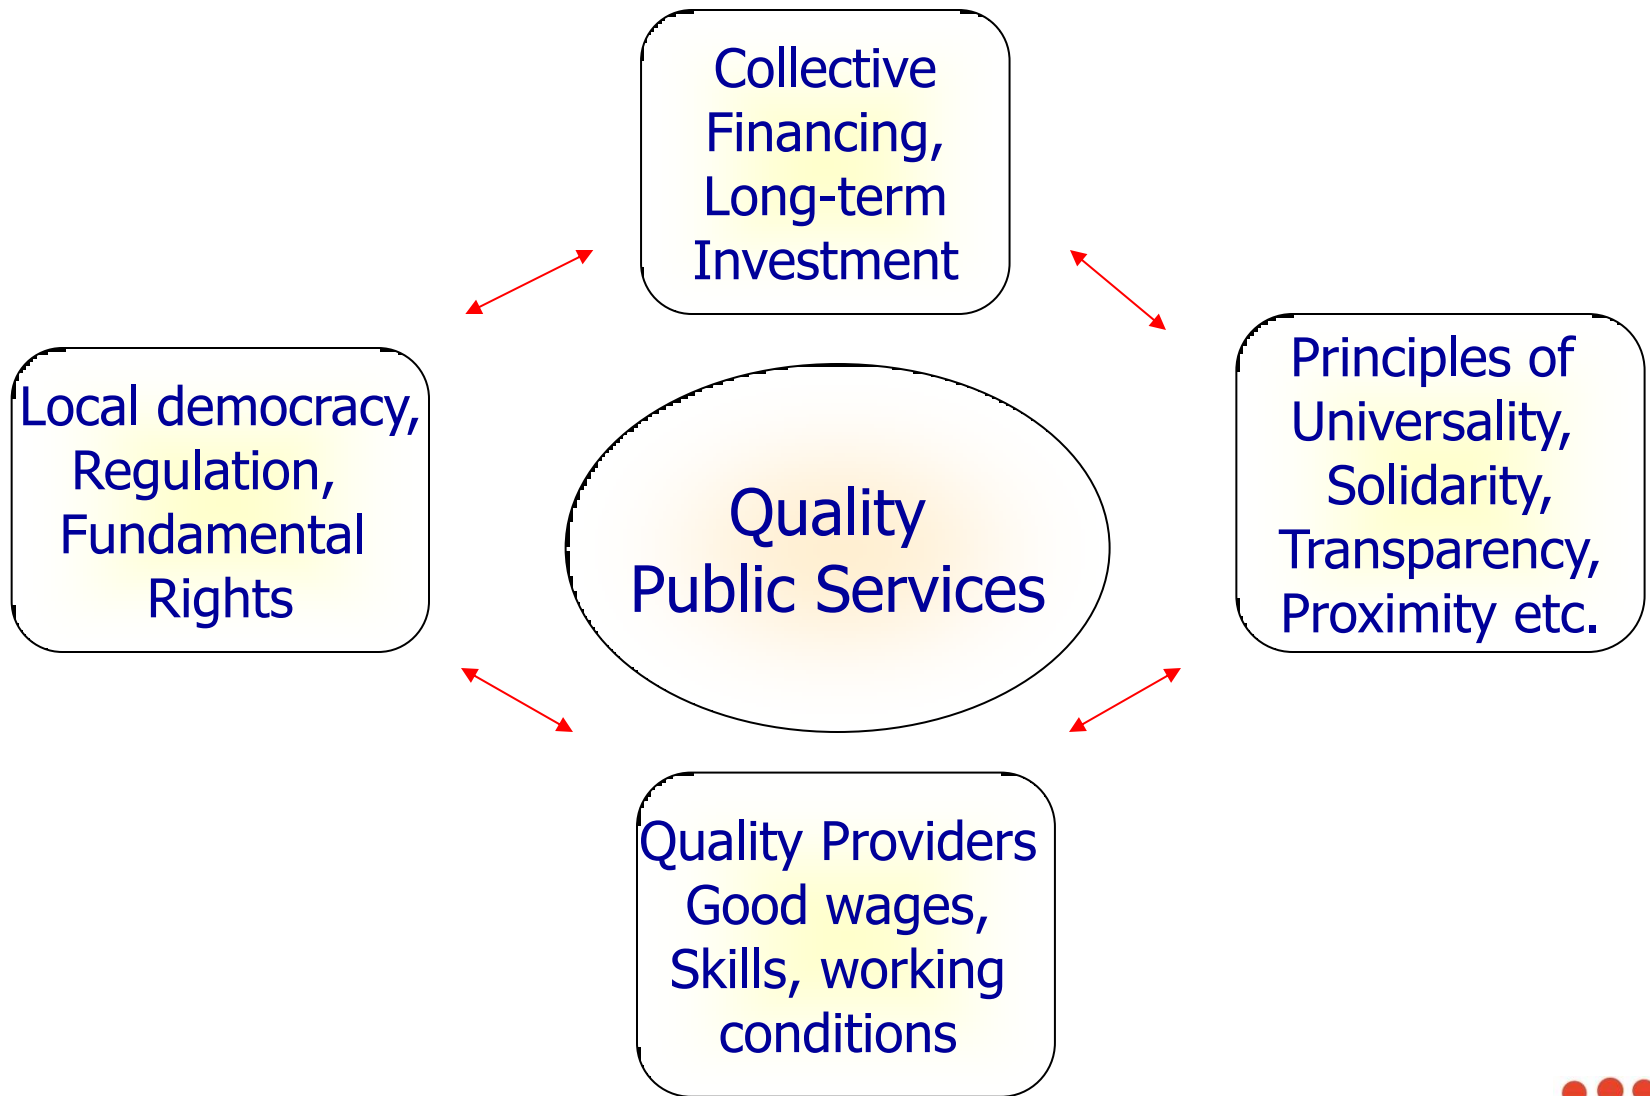 Collective
Financing,
Long-term
Investment
Local democracy,
Regulation,
Fundamental
Rights
Quality
Public Services
Principles of
Universality,
Solidarity,
Transparency,
Proximity etc.
Quality Providers
Good wages,
Skills, working
conditions